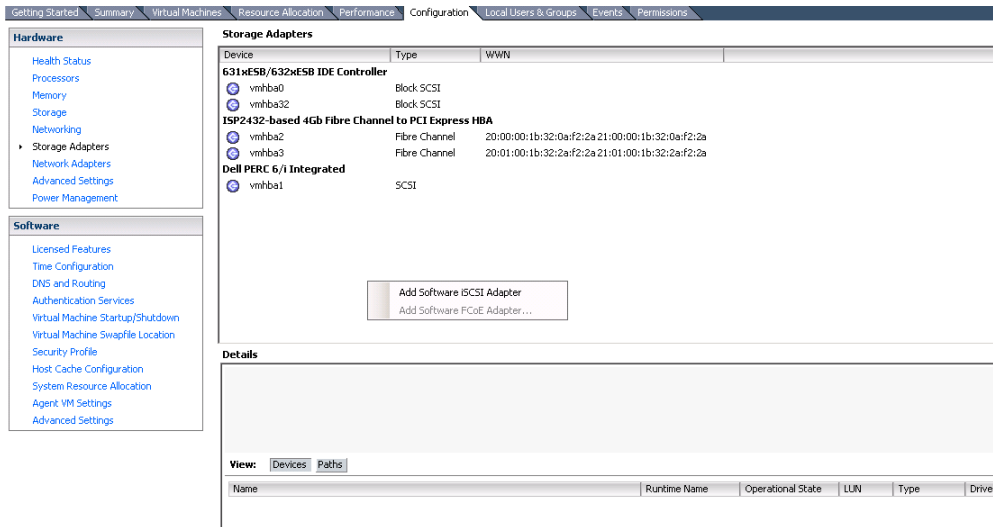 Getting Started Summary Virtual Machines Resource Allocation Performance Configuration Local Users & Groups Events Permissions
Hardware
Health Status
Processors
Memory
Storage
Networking
Storage Adapters
Network Adapters
Advanced Settings
Power Management
Software
Licensed Features
Time Configuration
DNS and Routing
Authentication Services
Virtual Machine Startup/Shutdown
Virtual Machine Swapfile Location
Security Profile
Host Cache Configuration
System Resource Allocation
Agent VM Settings
Advanced Settings
Storage Adapters
Device Type WWN
631xESB/632xESB IDE Controller
vmhba0 Block SCSI
vmhba32 Block SCSI
ISP2432-based 4Gb Fibre Channel to PCI Express HBA
vmhba2 Fibre Channel 20:00:00:1b:32:0a:f2:2a 21:00:00:1b:32:0a:f2:2a
vmhba3 Fibre Channel 20:01:00:1b:32:2a:f2:2a 21:01:00:1b:32:2a:f2:2a
Dell PERC 6/i Integrated
vmhba1 SCSI
Add Software iSCSI Adapter
Add Software FCoE Adapter...
Details
View: Devices Paths
Name Runtime Name Operational State LUN Type Drive